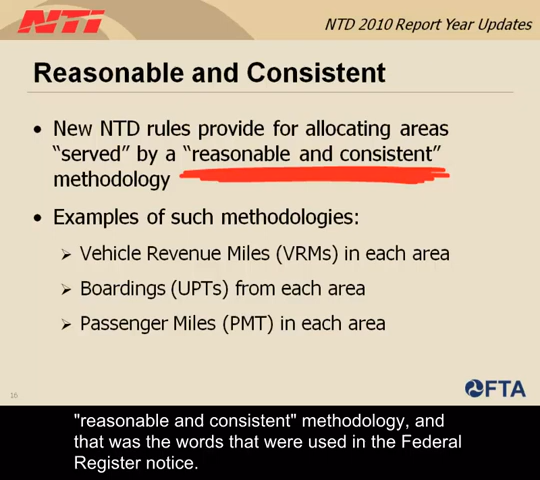 NTI
NTD 2010 Report Year Updates
Reasonable and Consistent
• New NTD rules provide for allocating areas
“served” by a “reasonable and consistent”
methodology
• Examples of such methodologies:
➢ Vehicle Revenue Miles (VRMs) in each area
➢ Boardings (UPTs) from each area
➢ Passenger Miles (PMT) in each area
16
FTA
"reasonable and consistent" methodology, and
that was the words that were used in the Federal
Register notice.